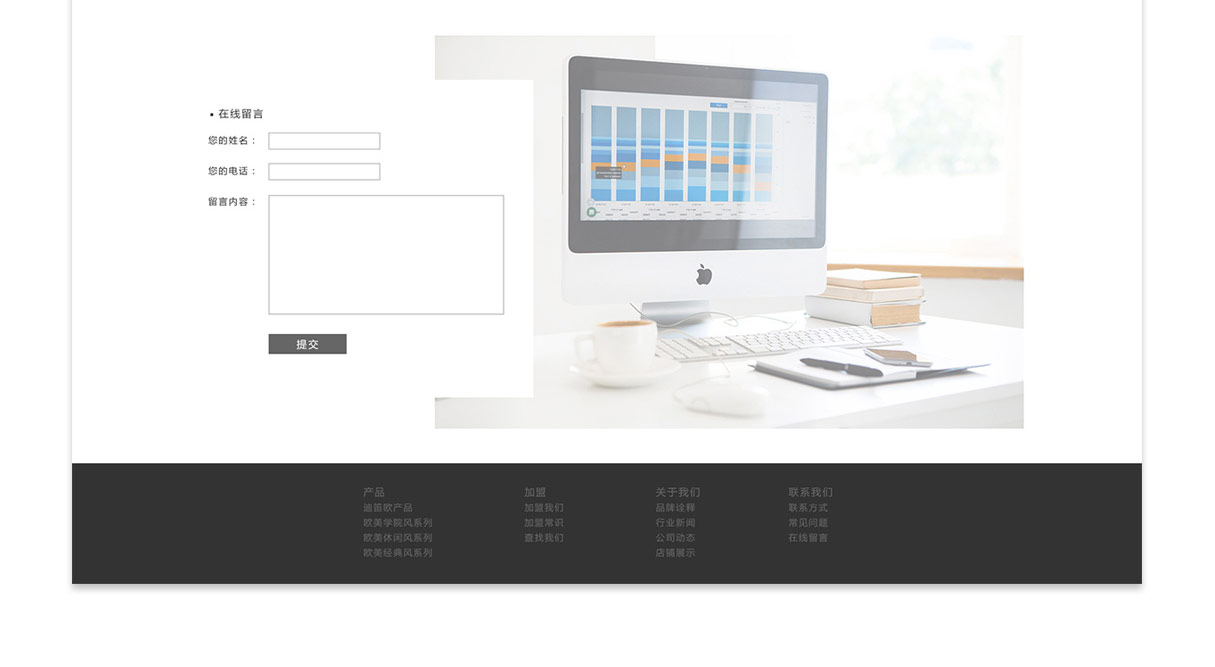 • 在线留言
您的姓名：
您的电话：
留言内容：
提交
产品
迪笛欧产品
欧美学院风系列
欧美休闲风系列
欧美经典风系列
加盟
加盟我们
加盟常识
查找我们
关于我们
品牌诠释
行业新闻
公司动态
店铺展示
联系我们
联系方式
常见问题
在线留言